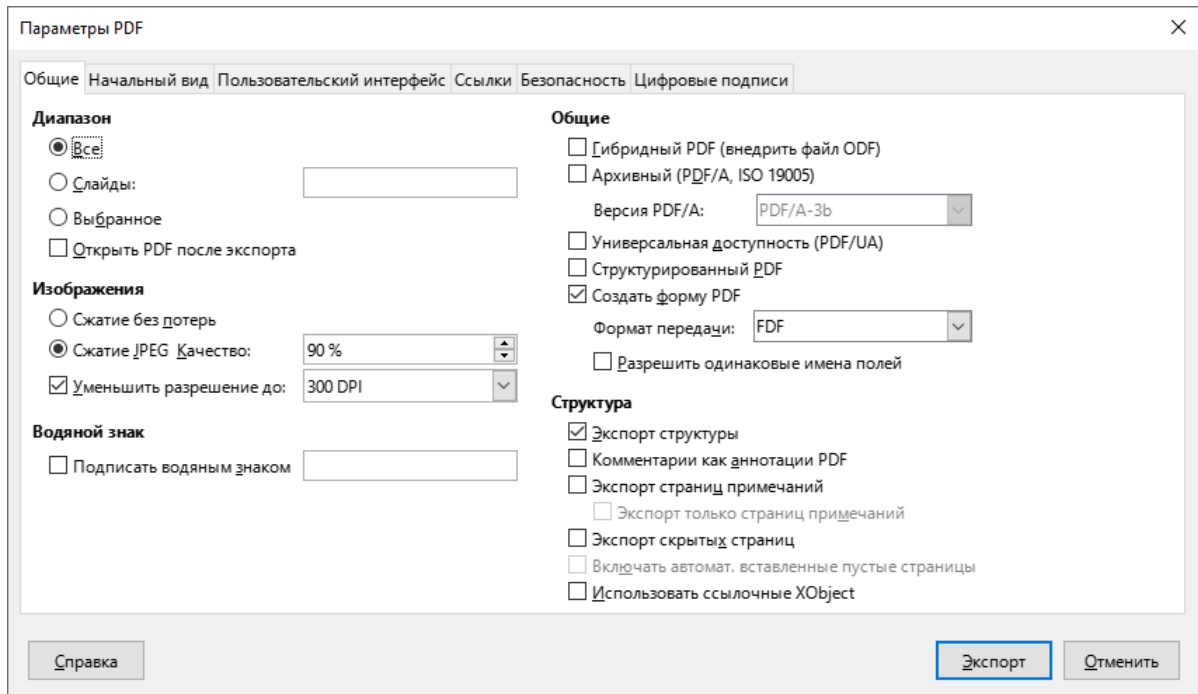 Параметры PDF
Общие Начальный вид Пользовательский интерфейс Ссылки Безопасность Цифровые подписи
Диапазон
Все
Слайды:
Выбранное
Открыть PDF после экспорта
Изображения
Сжатие без потерь
Сжатие JPEG Качество: 90 %
Уменьшить разрешение до: 300 DPI
Водяной знак
Подписать водяным знаком
Общие
Гибридный PDF (внедрить файл ODF)
Архивный (PDF/A, ISO 19005)
Версия PDF/A: PDF/A-3b
Универсальная доступность (PDF/UA)
Структурированный PDF
Создать форму PDF
Формат передачи: FDF
Разрешить одинаковые имена полей
Структура
Экспорт структуры
Комментарии как аннотации PDF
Экспорт страниц примечаний
Экспорт только страниц примечаний
Экспорт скрытых страниц
Включать автомат. вставленные пустые страницы
Использовать ссылочные XObject
Справка Экспорт Отменить